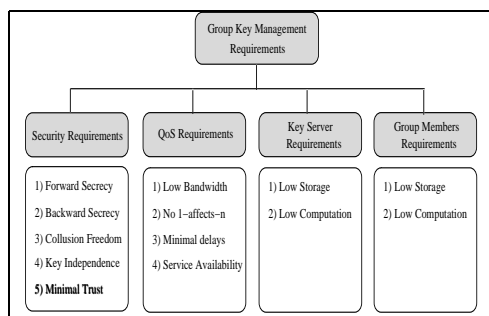 Group Key Management
Requirements
Security Requirements
QoS Requirements
Key Server
Requirements
Group Members
Requirements
1) Forward Secrecy
2) Backward Secrecy
3) Collusion Freedom
4) Key Independence
5) Minimal Trust
1) Low Bandwidth
2) No 1−affects−n
3) Minimal delays
4) Service Availability
1) Low Storage
2) Low Computation
1) Low Storage
2) Low Computation